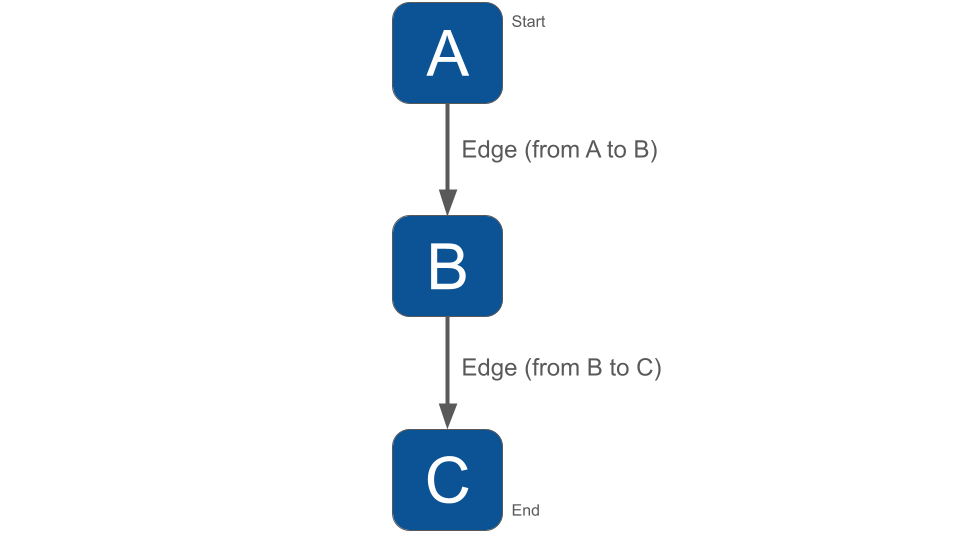 A
Start
Edge (from A to B)
B
Edge (from B to C)
C
End